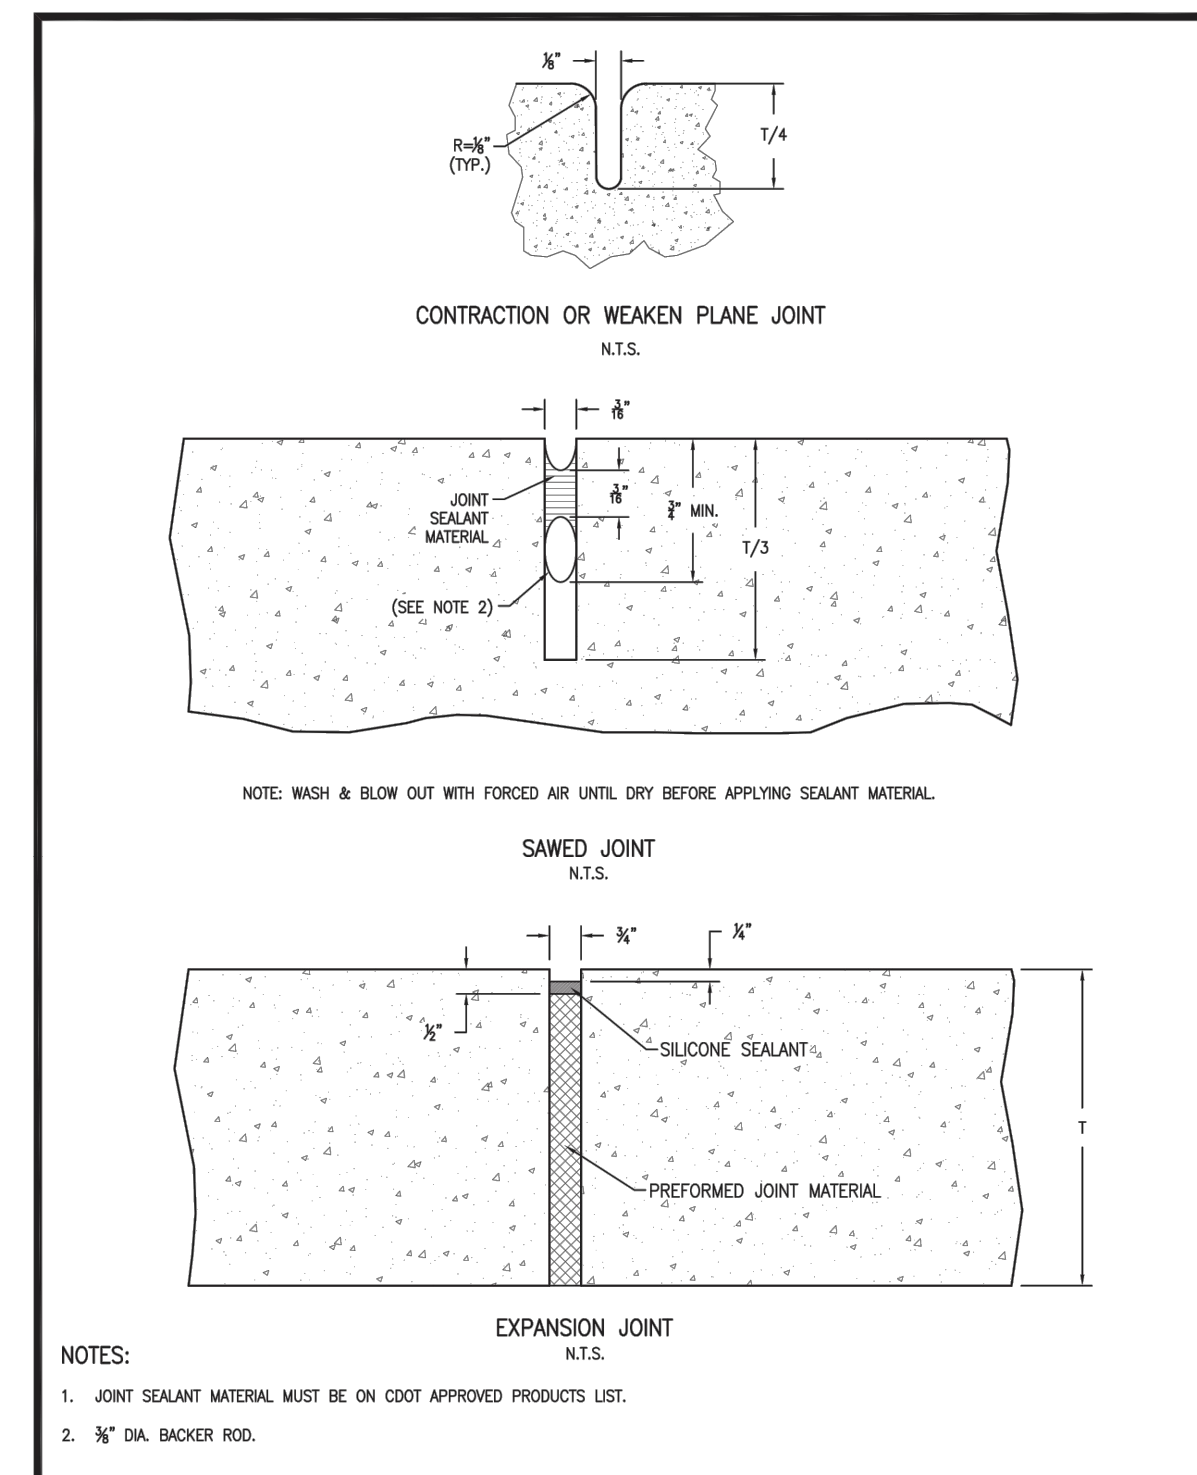 ⅛"
R=⅛"
(TYP.)
T/4
CONTRACTION OR WEAKEN PLANE JOINT
N.T.S.
3/16"
JOINT
SEALANT
MATERIAL
3/16"
¾" MIN.
T/3
(SEE NOTE 2)
NOTE: WASH & BLOW OUT WITH FORCED AIR UNTIL DRY BEFORE APPLYING SEALANT MATERIAL.
SAWED JOINT
N.T.S.
¾"
¼"
½"
SILICONE SEALANT
T
PREFORMED JOINT MATERIAL
EXPANSION JOINT
N.T.S.
NOTES:
1. JOINT SEALANT MATERIAL MUST BE ON CDOT APPROVED PRODUCTS LIST.
2. ⅜" DIA. BACKER ROD.